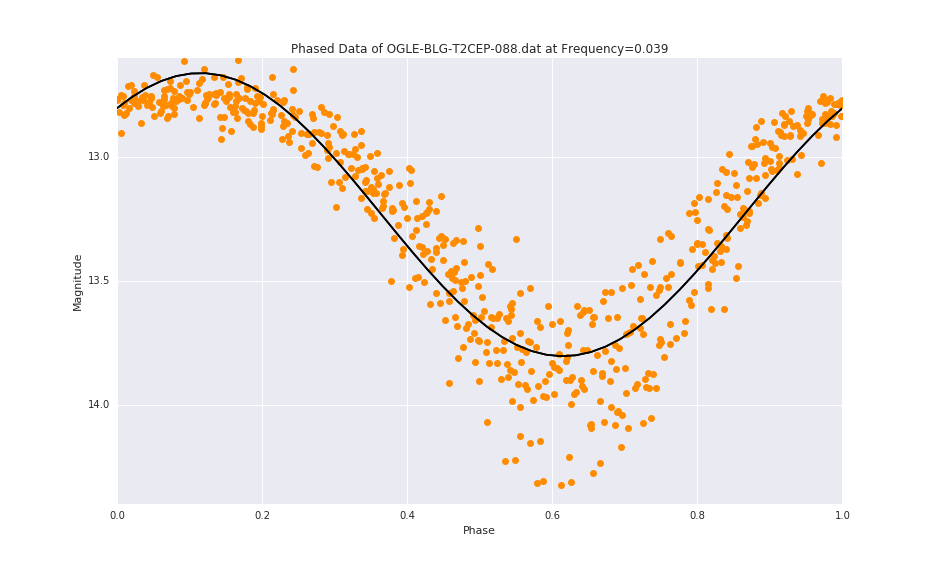 Phased Data of OGLE-BLG-T2CEP-088.dat at Frequency=0.039
Magnitude
13.0
13.5
14.0
0.0 0.2 0.4 0.6 0.8 1.0
Phase